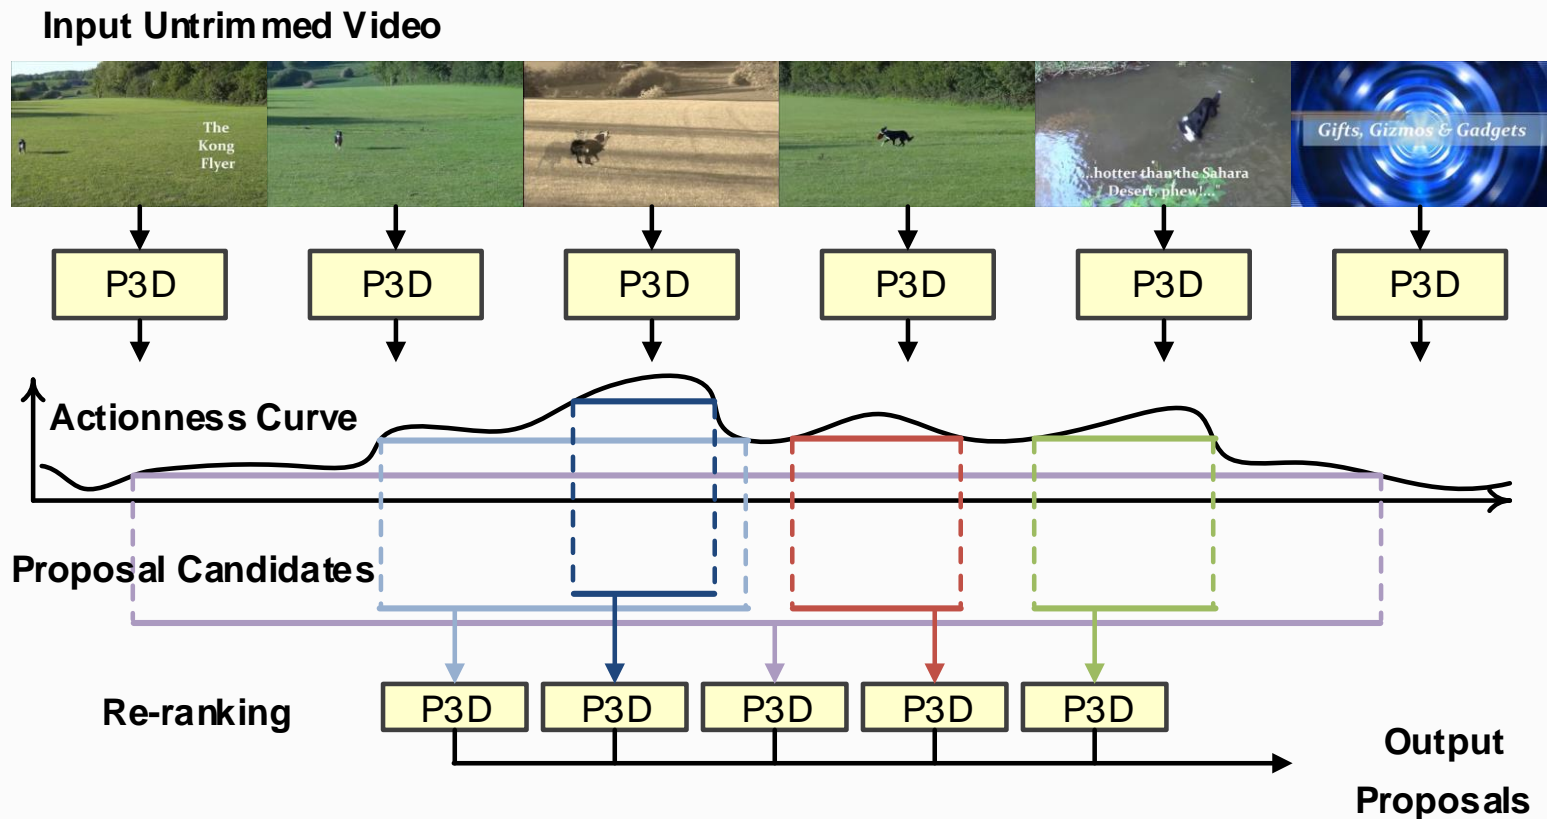 Input Untrimmed Video
The
Kong
Flyer
...hotter than the Sahara
Desert, phew!...
Gifts, Gizmos & Gadgets
P3D
P3D
P3D
P3D
P3D
P3D
Actionness Curve
Proposal Candidates
Re-ranking
P3D
P3D
P3D
P3D
P3D
Output
Proposals